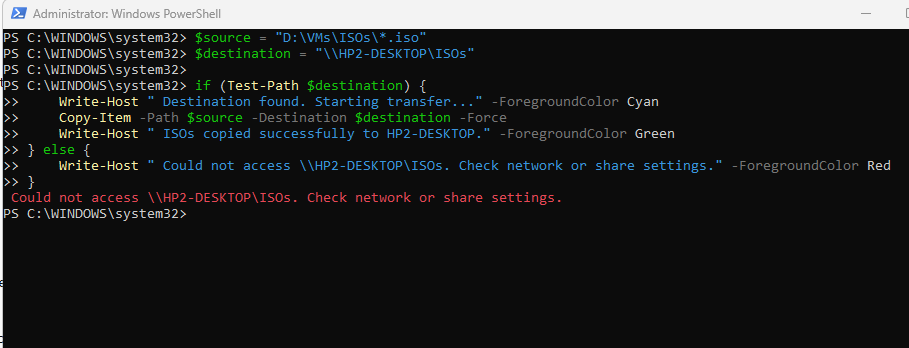 Administrator: Windows PowerShell
PS C:\WINDOWS\system32> $source = "D:\VMs\ISOs\*.iso"
PS C:\WINDOWS\system32> $destination = "\\HP2-DESKTOP\ISOs"
PS C:\WINDOWS\system32>
PS C:\WINDOWS\system32> if (Test-Path $destination) {
>>     Write-Host " Destination found. Starting transfer..." -ForegroundColor Cyan
>>     Copy-Item -Path $source -Destination $destination -Force
>>     Write-Host " ISOs copied successfully to HP2-DESKTOP." -ForegroundColor Green
>> } else {
>>     Write-Host " Could not access \\HP2-DESKTOP\ISOs. Check network or share settings." -ForegroundColor Red
>> }
 Could not access \\HP2-DESKTOP\ISOs. Check network or share settings.
PS C:\WINDOWS\system32>